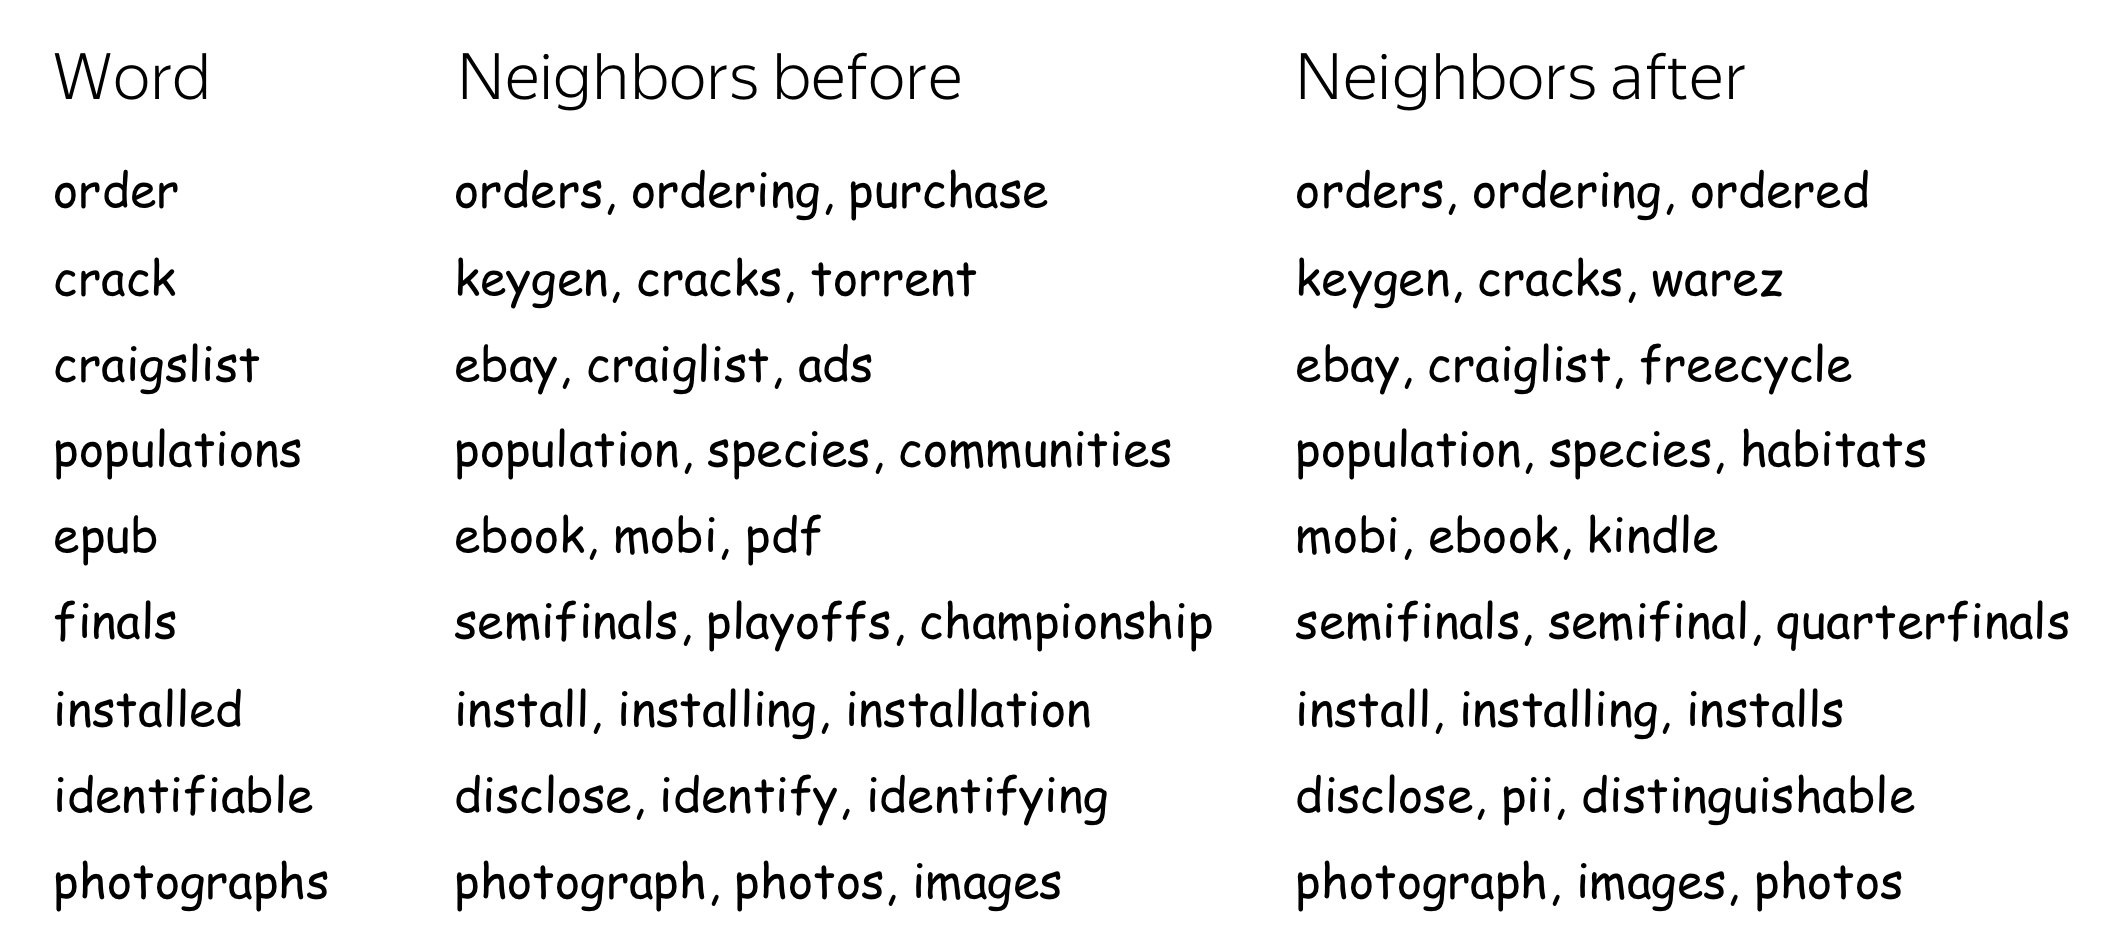 Word Neighbors before Neighbors after
order orders, ordering, purchase orders, ordering, ordered
crack keygen, cracks, torrent keygen, cracks, warez
craigslist ebay, craiglist, ads ebay, craiglist, freecycle
populations population, species, communities population, species, habitats
epub ebook, mobi, pdf mobi, ebook, kindle
finals semifinals, playoffs, championship semifinals, semifinal, quarterfinals
installed install, installing, installation install, installing, installs
identifiable disclose, identify, identifying disclose, pii, distinguishable
photographs photograph, photos, images photograph, images, photos